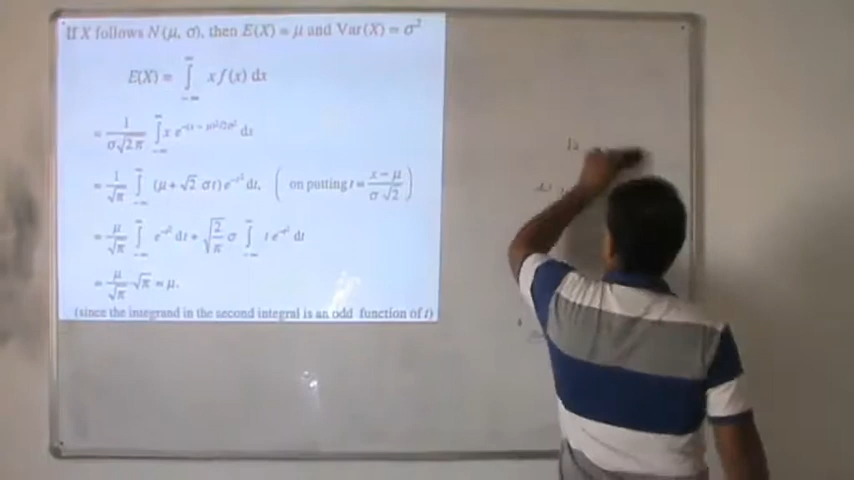 If X follows N(μ, σ), then E(X) = μ and Var(X) = σ²
E(X) = ∫_{-∞}^{∞} x f(x) dx
= 1/(σ√2π) ∫_{-∞}^{∞} x e^{-(x - μ)²/2σ²} dx
= 1/√π ∫_{-∞}^{∞} (μ + √2 σt) e^{-t²} dt, ( on putting t = (x - μ)/(σ√2) )
= μ/√π ∫_{-∞}^{∞} e^{-t²} dt + √(2/π) σ ∫_{-∞}^{∞} t e^{-t²} dt
= μ/√π · √π = μ.
(since the integrand in the second integral is an odd function of t)